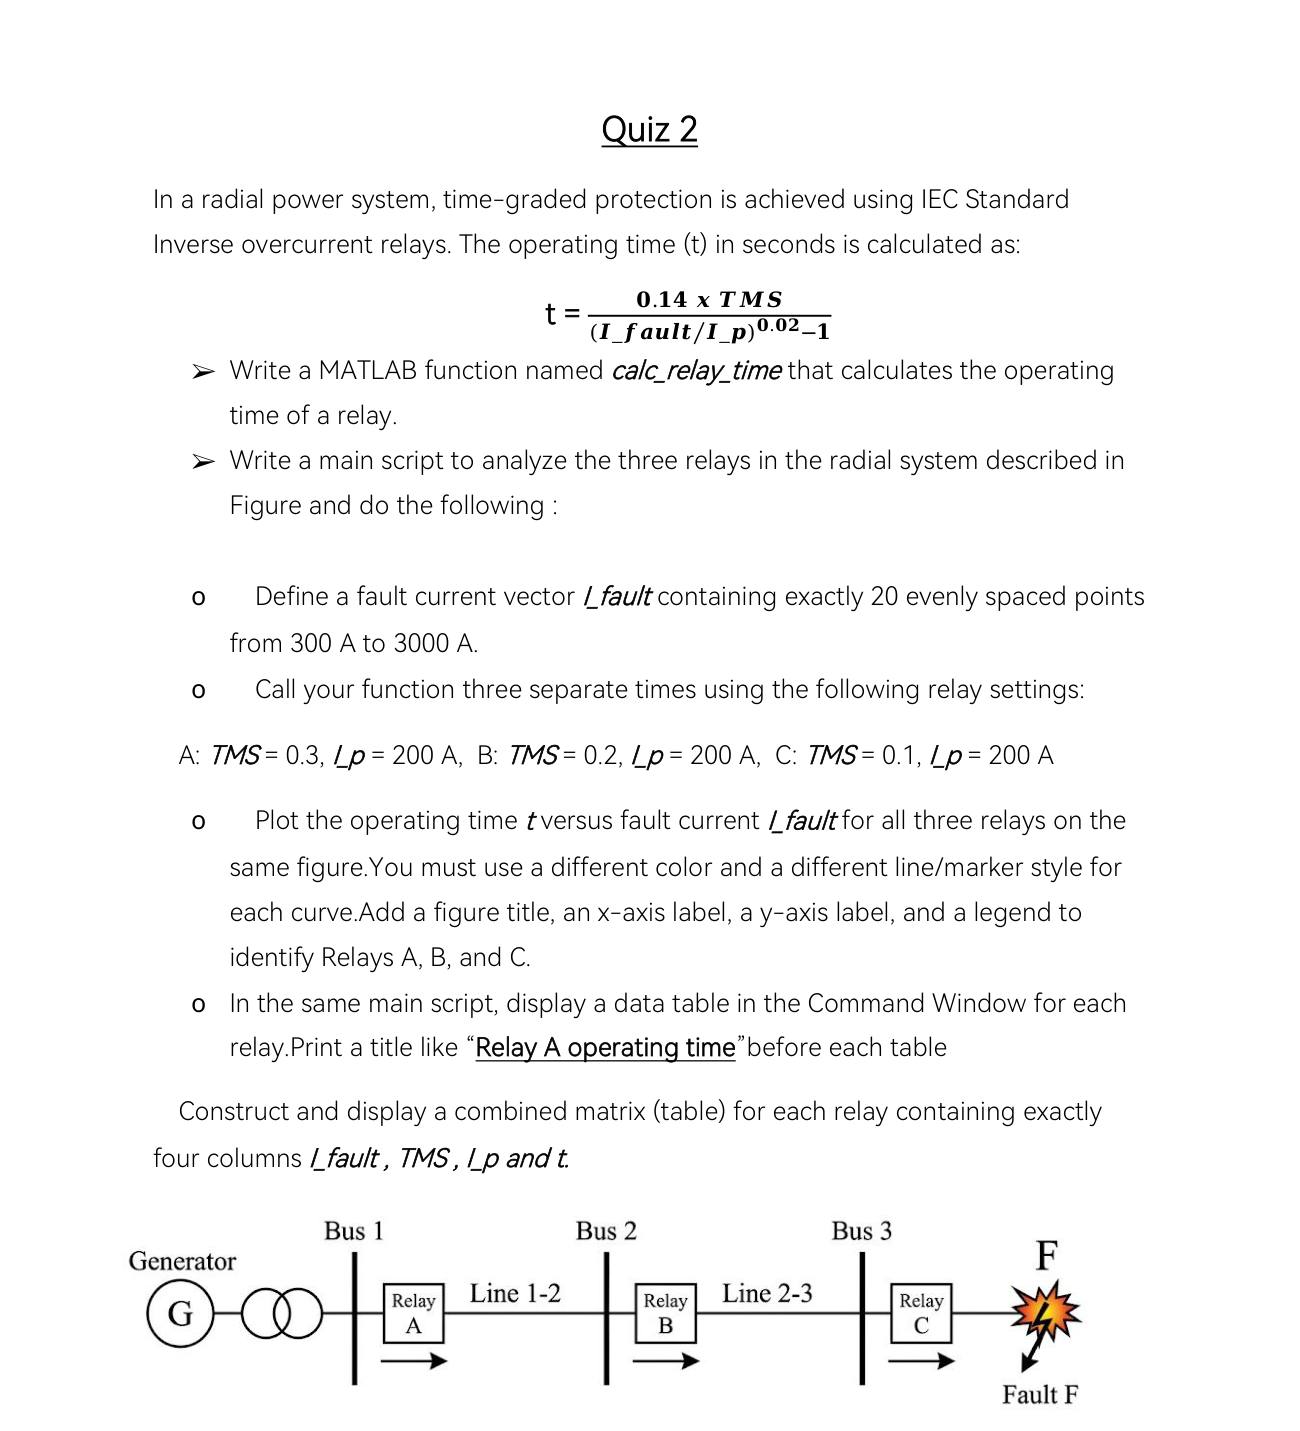 Quiz 2
In a radial power system, time-graded protection is achieved using IEC Standard
Inverse overcurrent relays. The operating time (t) in seconds is calculated as:
t = 0.14 x TMS / (I_fault/I_p)^0.02−1
➢ Write a MATLAB function named calc_relay_time that calculates the operating
time of a relay.
➢ Write a main script to analyze the three relays in the radial system described in
Figure and do the following :
o Define a fault current vector I_fault containing exactly 20 evenly spaced points
from 300 A to 3000 A.
o Call your function three separate times using the following relay settings:
A: TMS = 0.3, I_p = 200 A, B: TMS = 0.2, I_p = 200 A, C: TMS = 0.1, I_p = 200 A
o Plot the operating time t versus fault current I_fault for all three relays on the
same figure.You must use a different color and a different line/marker style for
each curve.Add a figure title, an x-axis label, a y-axis label, and a legend to
identify Relays A, B, and C.
o In the same main script, display a data table in the Command Window for each
relay.Print a title like “Relay A operating time”before each table
Construct and display a combined matrix (table) for each relay containing exactly
four columns I_fault , TMS , I_p and t.
Bus 1 Bus 2 Bus 3
Generator F
G Relay A Line 1-2 Relay B Line 2-3 Relay C
Fault F